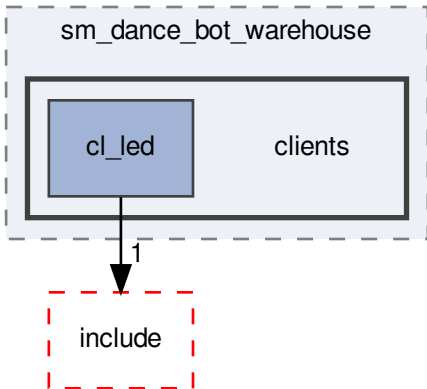 sm_dance_bot_warehouse
cl_led
clients
1
include